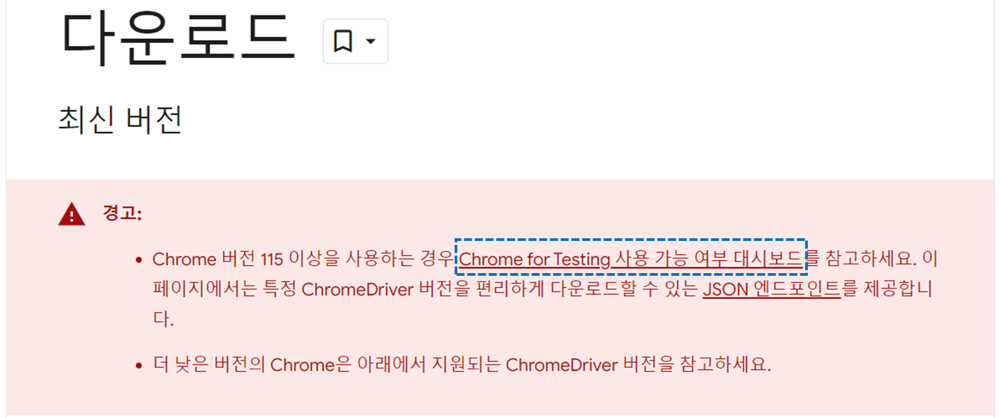 다운로드
최신 버전
경고:
• Chrome 버전 115 이상을 사용하는 경우 Chrome for Testing 사용 가능 여부 대시보드를 참고하세요. 이
페이지에서는 특정 ChromeDriver 버전을 편리하게 다운로드할 수 있는 JSON 엔드포인트를 제공합니
다.
• 더 낮은 버전의 Chrome은 아래에서 지원되는 ChromeDriver 버전을 참고하세요.